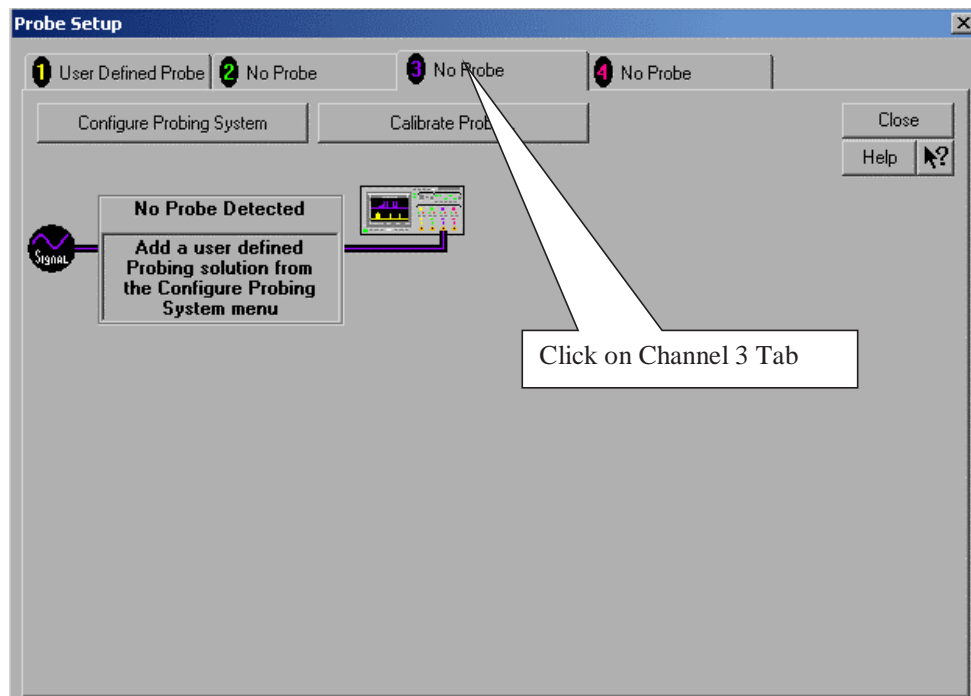 Probe Setup
1 User Defined Probe 2 No Probe 3 No Probe 4 No Probe
Configure Probing System Calibrate Close
Help ?
No Probe Detected
Signal
Add a user defined
Probing solution from
the Configure Probing
System menu
Click on Channel 3 Tab